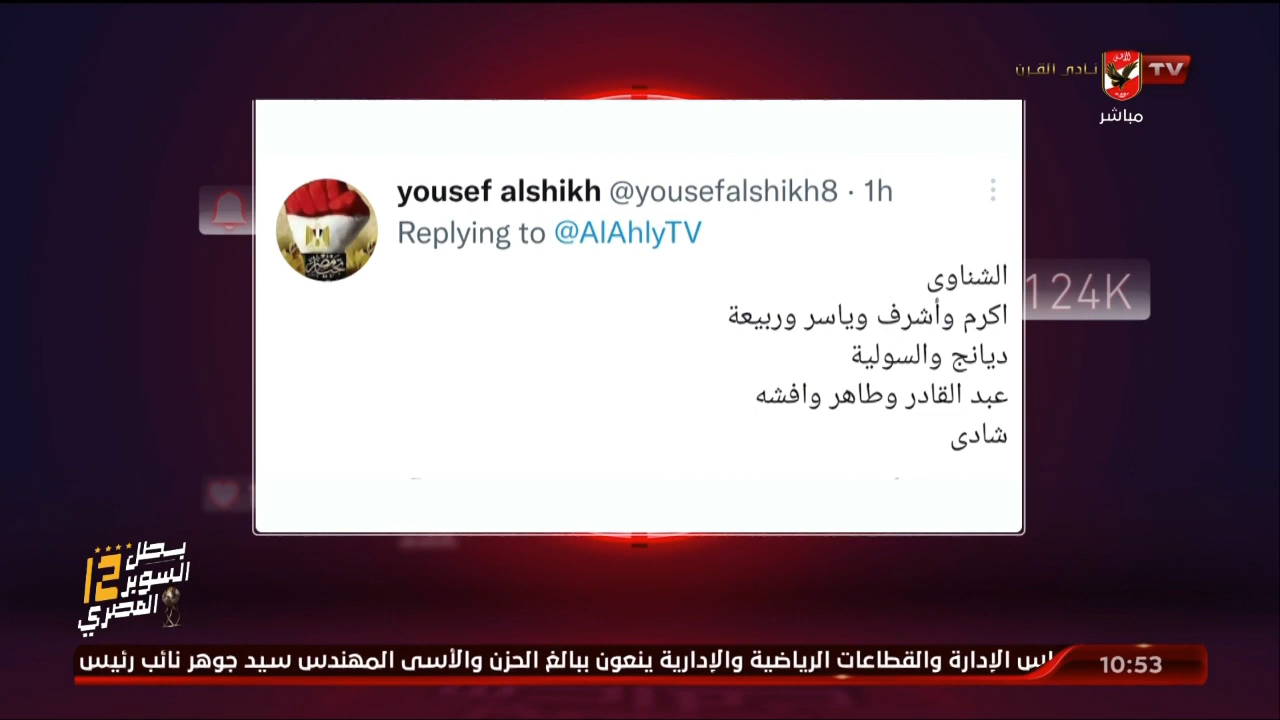 نادي القرن
TV
مباشر
yousef alshikh @yousefalshikh8 · 1h
Replying to @AlAhlyTV
الشناوى
اكرم وأشرف وياسر وربيعة
ديانج والسولية
عبد القادر وطاهر وافشه
شادى
124K
بطل
السوبر 12
المصري
الإدارة والقطاعات الرياضية والإدارية ينعون ببالغ الحزن والأسى المهندس سيد جوهر نائب رئيس
10:53